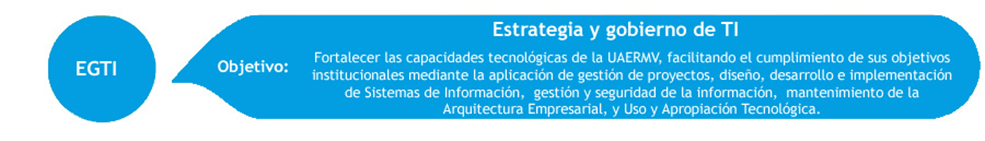 EGTI
Estrategia y gobierno de TI
Objetivo:
Fortalecer las capacidades tecnológicas de la UAERMV, facilitando el cumplimiento de sus objetivos
institucionales mediante la aplicación de gestión de proyectos, diseño, desarrollo e implementación
de Sistemas de Información, gestión y seguridad de la información, mantenimiento de la
Arquitectura Empresarial, y Uso y Apropiación Tecnológica.